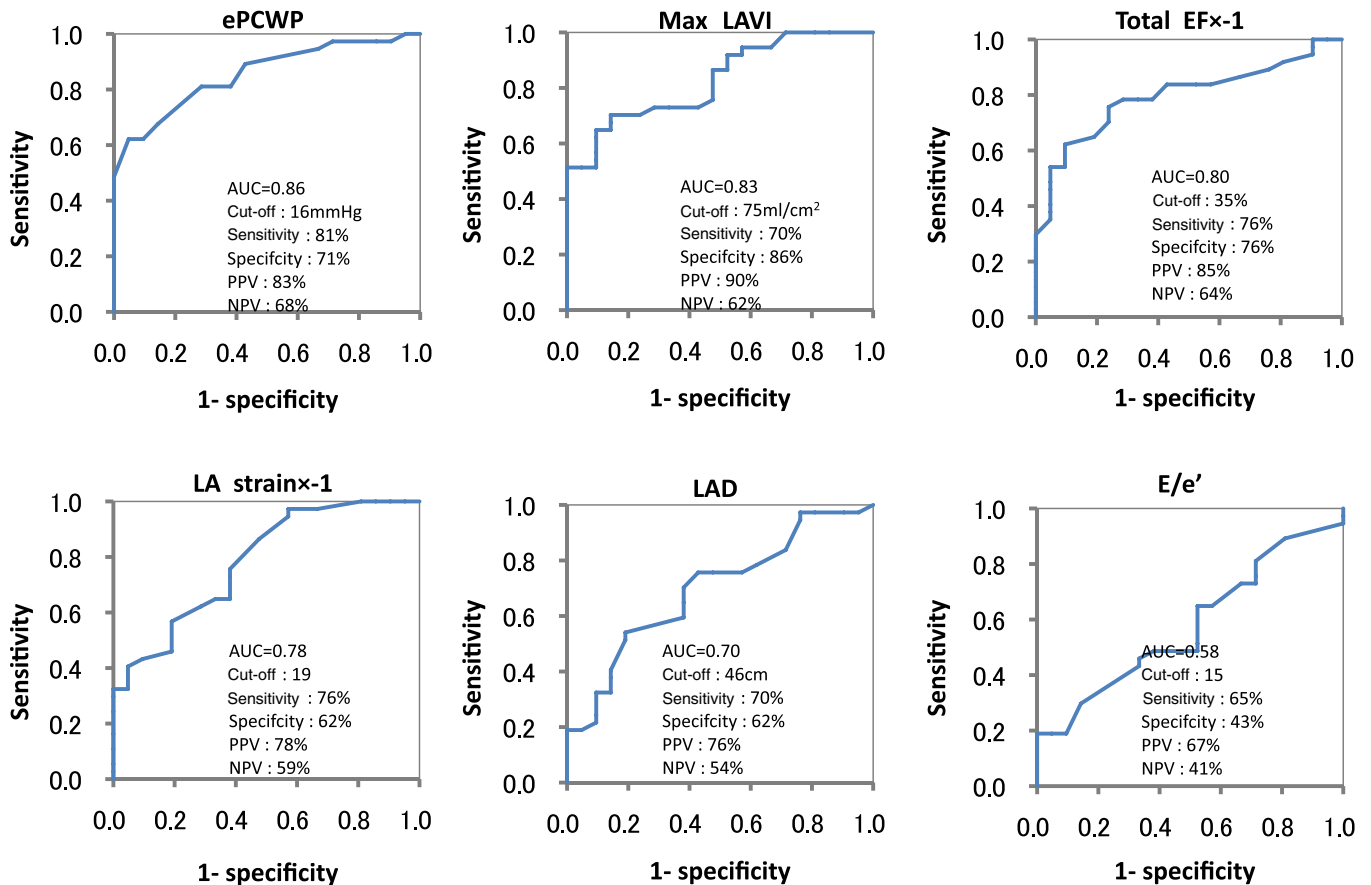 ePCWP
1.0
0.8
0.6
0.4
0.2
0.0
Sensitivity
AUC=0.86
Cut-off : 16mmHg
Sensitivity : 81%
Specifcity : 71%
PPV : 83%
NPV : 68%
0.0 0.2 0.4 0.6 0.8 1.0
1- specificity
Max LAVI
1.0
0.8
0.6
0.4
0.2
0.0
Sensitivity
AUC=0.83
Cut-off : 75ml/cm²
Sensitivity : 70%
Specifcity : 86%
PPV : 90%
NPV : 62%
0.0 0.2 0.4 0.6 0.8 1.0
1- specificity
Total EF×-1
1.0
0.8
0.6
0.4
0.2
0.0
Sensitivity
AUC=0.80
Cut-off : 35%
Sensitivity : 76%
Specifcity : 76%
PPV : 85%
NPV : 64%
0.0 0.2 0.4 0.6 0.8 1.0
1- specificity
LA strain×-1
1.0
0.8
0.6
0.4
0.2
0.0
Sensitivity
AUC=0.78
Cut-off : 19
Sensitivity : 76%
Specifcity : 62%
PPV : 78%
NPV : 59%
0.0 0.2 0.4 0.6 0.8 1.0
1- specificity
LAD
1.0
0.8
0.6
0.4
0.2
0.0
Sensitivity
AUC=0.70
Cut-off : 46cm
Sensitivity : 70%
Specifcity : 62%
PPV : 76%
NPV : 54%
0.0 0.2 0.4 0.6 0.8 1.0
1- specificity
E/e’
1.0
0.8
0.6
0.4
0.2
0.0
Sensitivity
AUC=0.58
Cut-off : 15
Sensitivity : 65%
Specifcity : 43%
PPV : 67%
NPV : 41%
0.0 0.2 0.4 0.6 0.8 1.0
1- specificity